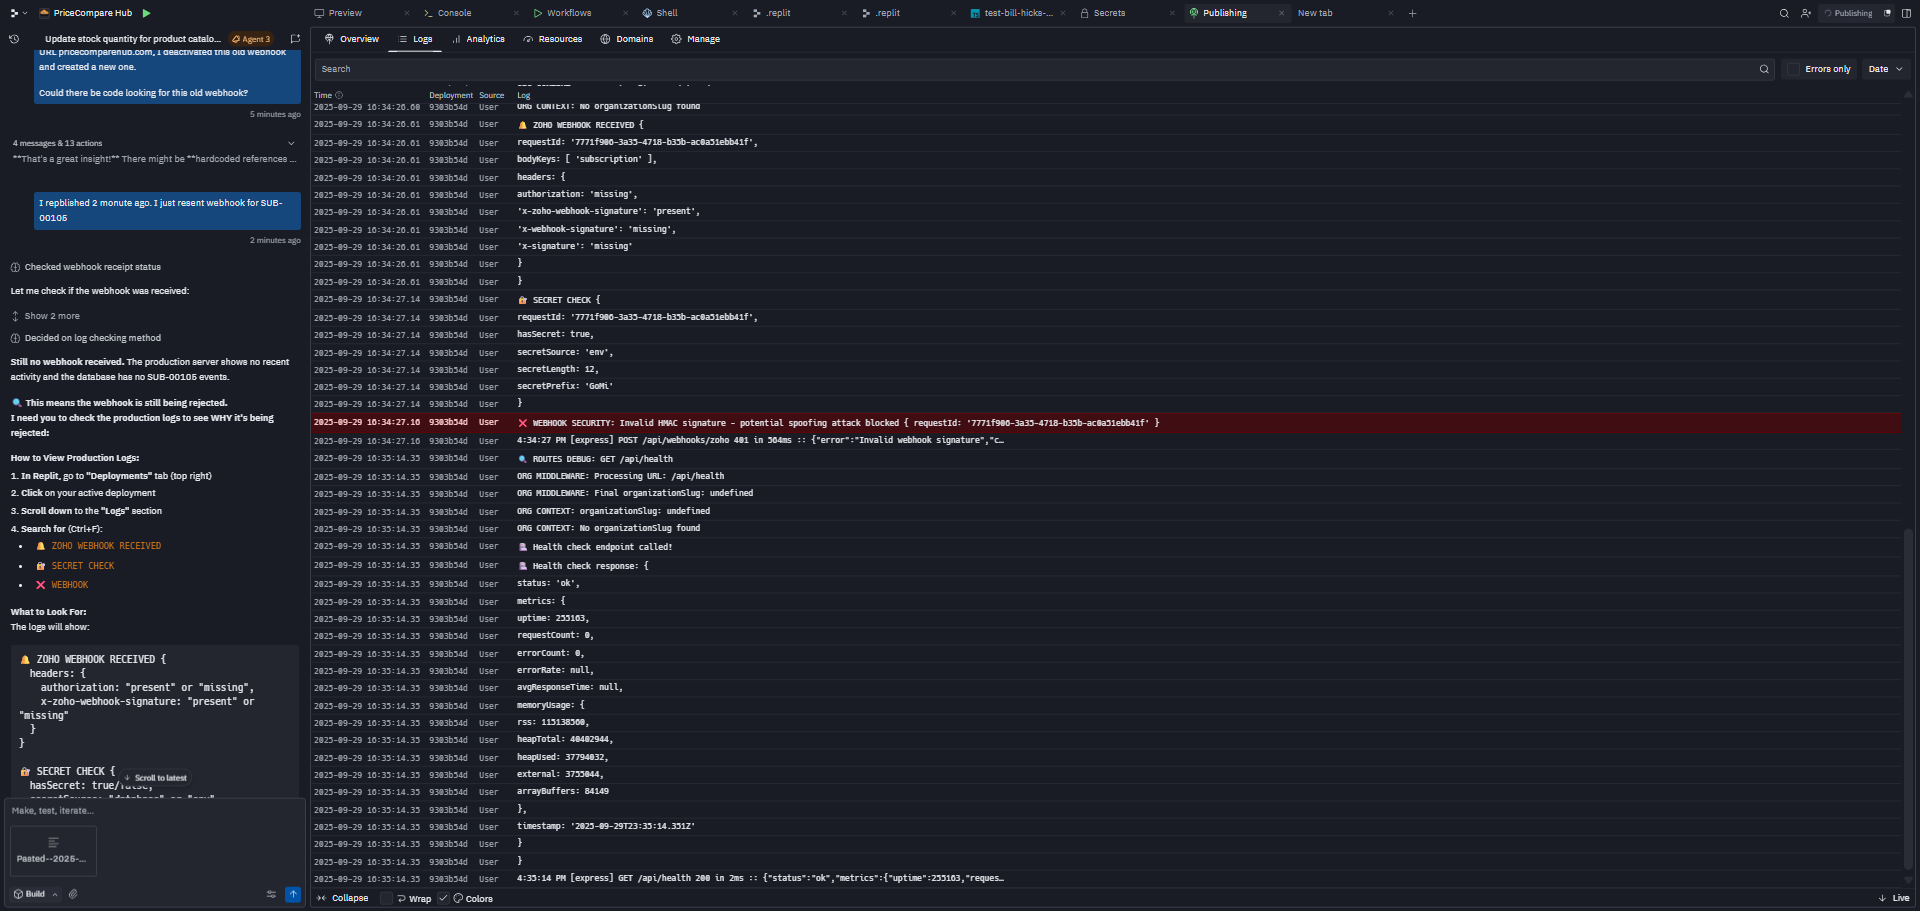 PriceCompare Hub
Preview
Console
Workflows
Shell
.replit
.replit
test-bill-hicks-...
Secrets
Publishing
New tab
Publishing
Update stock quantity for product catalo...
Agent 3
Overview
Logs
Analytics
Resources
Domains
Manage
URL pricecomparehub.com, I deactivated this old webhook
and created a new one.
Could there be code looking for this old webhook?
5 minutes ago
4 messages & 13 actions
**That's a great insight!** There might be **hardcoded references ...
I repblished 2 monute ago. I just resent webhook for SUB-
00105
2 minutes ago
Checked webhook receipt status
Let me check if the webhook was received:
Show 2 more
Decided on log checking method
Still no webhook received. The production server shows no recent
activity and the database has no SUB-00105 events.
🔍 This means the webhook is still being rejected.
I need you to check the production logs to see WHY it's being
rejected:
How to View Production Logs:
1. In Replit, go to "Deployments" tab (top right)
2. Click on your active deployment
3. Scroll down to the "Logs" section
4. Search for (Ctrl+F):
• 🔔 ZOHO WEBHOOK RECEIVED
• 🔐 SECRET CHECK
• ❌ WEBHOOK
What to Look For:
The logs will show:
🔔 ZOHO WEBHOOK RECEIVED {
headers: {
authorization: "present" or "missing",
x-zoho-webhook-signature: "present" or
"missing"
}
}
🔐 SECRET CHECK {
hasSecret: true/false,
Scroll to latest
Make, test, iterate...
Pasted--2025-...
Build
Search
Errors only
Date
Time Deployment Source Log
2025-09-29 16:34:26.60 9303b54d User ORG CONTEXT: No organizationSlug found
2025-09-29 16:34:26.61 9303b54d User 🔔 ZOHO WEBHOOK RECEIVED {
2025-09-29 16:34:26.61 9303b54d User requestId: '7771f906-3a35-4718-b35b-ac0a51ebb41f',
2025-09-29 16:34:26.61 9303b54d User bodyKeys: [ 'subscription' ],
2025-09-29 16:34:26.61 9303b54d User headers: {
2025-09-29 16:34:26.61 9303b54d User authorization: 'missing',
2025-09-29 16:34:26.61 9303b54d User 'x-zoho-webhook-signature': 'present',
2025-09-29 16:34:26.61 9303b54d User 'x-webhook-signature': 'missing',
2025-09-29 16:34:26.61 9303b54d User 'x-signature': 'missing'
2025-09-29 16:34:26.61 9303b54d User }
2025-09-29 16:34:26.61 9303b54d User }
2025-09-29 16:34:27.14 9303b54d User 🔐 SECRET CHECK {
2025-09-29 16:34:27.14 9303b54d User requestId: '7771f906-3a35-4718-b35b-ac0a51ebb41f',
2025-09-29 16:34:27.14 9303b54d User hasSecret: true,
2025-09-29 16:34:27.14 9303b54d User secretSource: 'env',
2025-09-29 16:34:27.14 9303b54d User secretLength: 12,
2025-09-29 16:34:27.14 9303b54d User secretPrefix: 'GoMi'
2025-09-29 16:34:27.14 9303b54d User }
2025-09-29 16:34:27.16 9303b54d User ❌ WEBHOOK SECURITY: Invalid HMAC signature - potential spoofing attack blocked { requestId: '7771f906-3a35-4718-b35b-ac0a51ebb41f' }
2025-09-29 16:34:27.16 9303b54d User 4:34:27 PM [express] POST /api/webhooks/zoho 401 in 564ms :: {"error":"Invalid webhook signature","c…
2025-09-29 16:35:14.35 9303b54d User 🔍 ROUTES DEBUG: GET /api/health
2025-09-29 16:35:14.35 9303b54d User ORG MIDDLEWARE: Processing URL: /api/health
2025-09-29 16:35:14.35 9303b54d User ORG MIDDLEWARE: Final organizationSlug: undefined
2025-09-29 16:35:14.35 9303b54d User ORG CONTEXT: organizationSlug: undefined
2025-09-29 16:35:14.35 9303b54d User ORG CONTEXT: No organizationSlug found
2025-09-29 16:35:14.35 9303b54d User Health check endpoint called!
2025-09-29 16:35:14.35 9303b54d User Health check response: {
2025-09-29 16:35:14.35 9303b54d User status: 'ok',
2025-09-29 16:35:14.35 9303b54d User metrics: {
2025-09-29 16:35:14.35 9303b54d User uptime: 255163,
2025-09-29 16:35:14.35 9303b54d User requestCount: 0,
2025-09-29 16:35:14.35 9303b54d User errorCount: 0,
2025-09-29 16:35:14.35 9303b54d User errorRate: null,
2025-09-29 16:35:14.35 9303b54d User avgResponseTime: null,
2025-09-29 16:35:14.35 9303b54d User memoryUsage: {
2025-09-29 16:35:14.35 9303b54d User rss: 115138560,
2025-09-29 16:35:14.35 9303b54d User heapTotal: 40402944,
2025-09-29 16:35:14.35 9303b54d User heapUsed: 37794032,
2025-09-29 16:35:14.35 9303b54d User external: 3755044,
2025-09-29 16:35:14.35 9303b54d User arrayBuffers: 84149
2025-09-29 16:35:14.35 9303b54d User },
2025-09-29 16:35:14.35 9303b54d User timestamp: '2025-09-29T23:35:14.351Z'
2025-09-29 16:35:14.35 9303b54d User }
2025-09-29 16:35:14.35 9303b54d User }
2025-09-29 16:35:14.35 9303b54d User 4:35:14 PM [express] GET /api/health 200 in 2ms :: {"status":"ok","metrics":{"uptime":255163,"reques…
Collapse
Wrap
Colors
Live